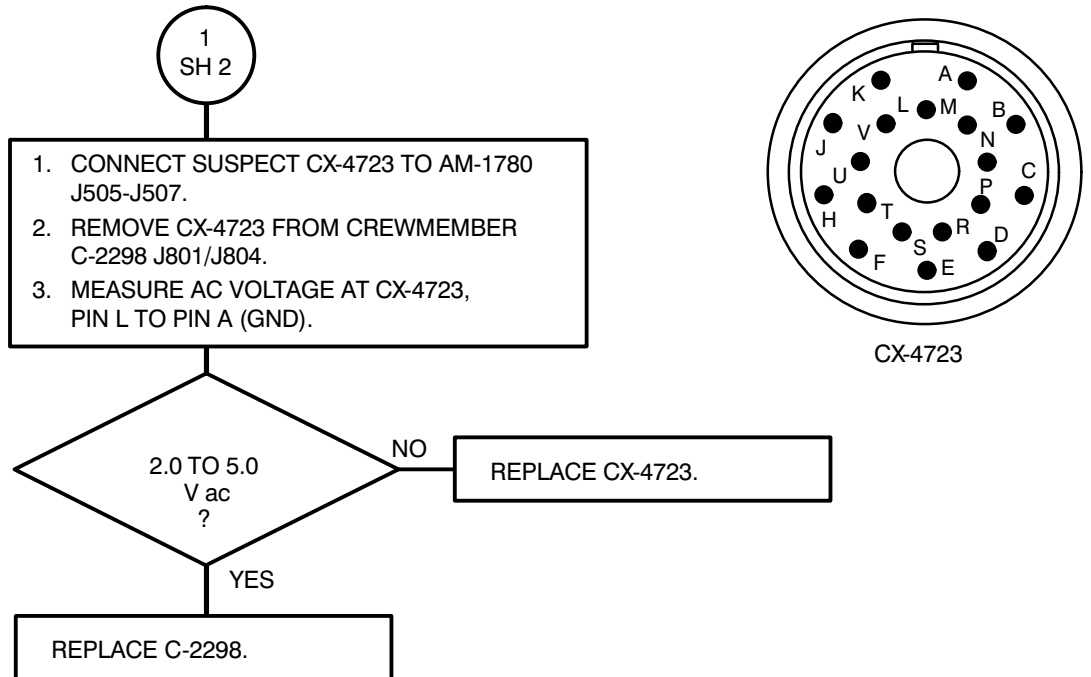 1
SH 2
1. CONNECT SUSPECT CX-4723 TO AM-1780
J505-J507.
2. REMOVE CX-4723 FROM CREWMEMBER
C-2298 J801/J804.
3. MEASURE AC VOLTAGE AT CX-4723,
PIN L TO PIN A (GND).
2.0 TO 5.0
V ac
?
NO
REPLACE CX-4723.
YES
REPLACE C-2298.
K
A
L
M
B
V
N
J
U
C
P
H
T
R
D
S
F
E
CX-4723